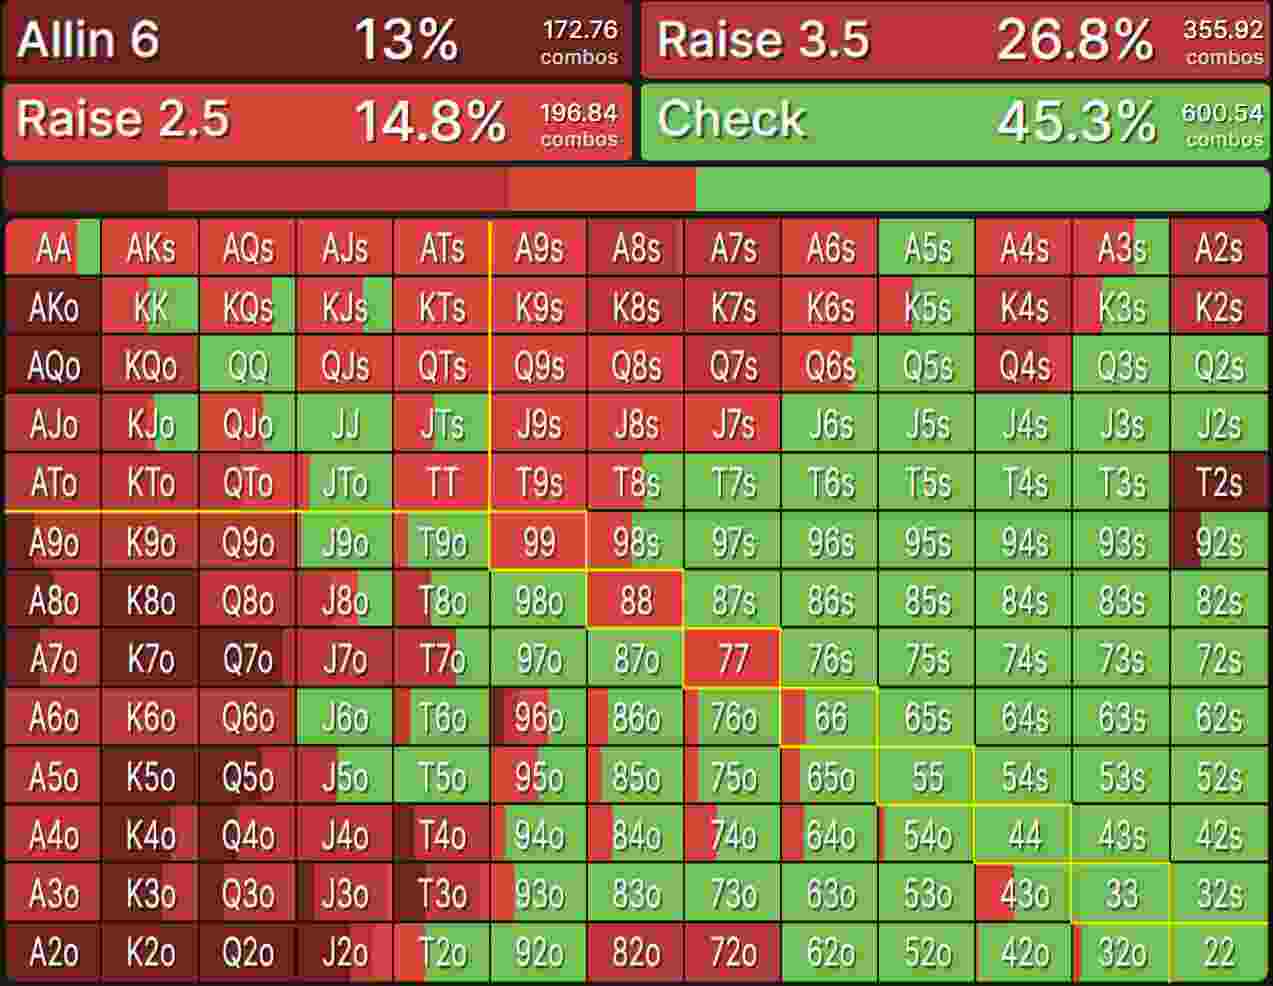 Allin 6 13% 172.76 combos Raise 3.5 26.8% 355.92 combos
Raise 2.5 14.8% 196.84 combos Check 45.3% 600.54 combos
AA AKs AQs AJs ATs A9s A8s A7s A6s A5s A4s A3s A2s
AKo KK KQs KJs KTs K9s K8s K7s K6s K5s K4s K3s K2s
AQo KQo QQ QJs QTs Q9s Q8s Q7s Q6s Q5s Q4s Q3s Q2s
AJo KJo QJo JJ JTs J9s J8s J7s J6s J5s J4s J3s J2s
ATo KTo QTo JTo TT T9s T8s T7s T6s T5s T4s T3s T2s
A9o K9o Q9o J9o T9o 99 98s 97s 96s 95s 94s 93s 92s
A8o K8o Q8o J8o T8o 98o 88 87s 86s 85s 84s 83s 82s
A7o K7o Q7o J7o T7o 97o 87o 77 76s 75s 74s 73s 72s
A6o K6o Q6o J6o T6o 96o 86o 76o 66 65s 64s 63s 62s
A5o K5o Q5o J5o T5o 95o 85o 75o 65o 55 54s 53s 52s
A4o K4o Q4o J4o T4o 94o 84o 74o 64o 54o 44 43s 42s
A3o K3o Q3o J3o T3o 93o 83o 73o 63o 53o 43o 33 32s
A2o K2o Q2o J2o T2o 92o 82o 72o 62o 52o 42o 32o 22